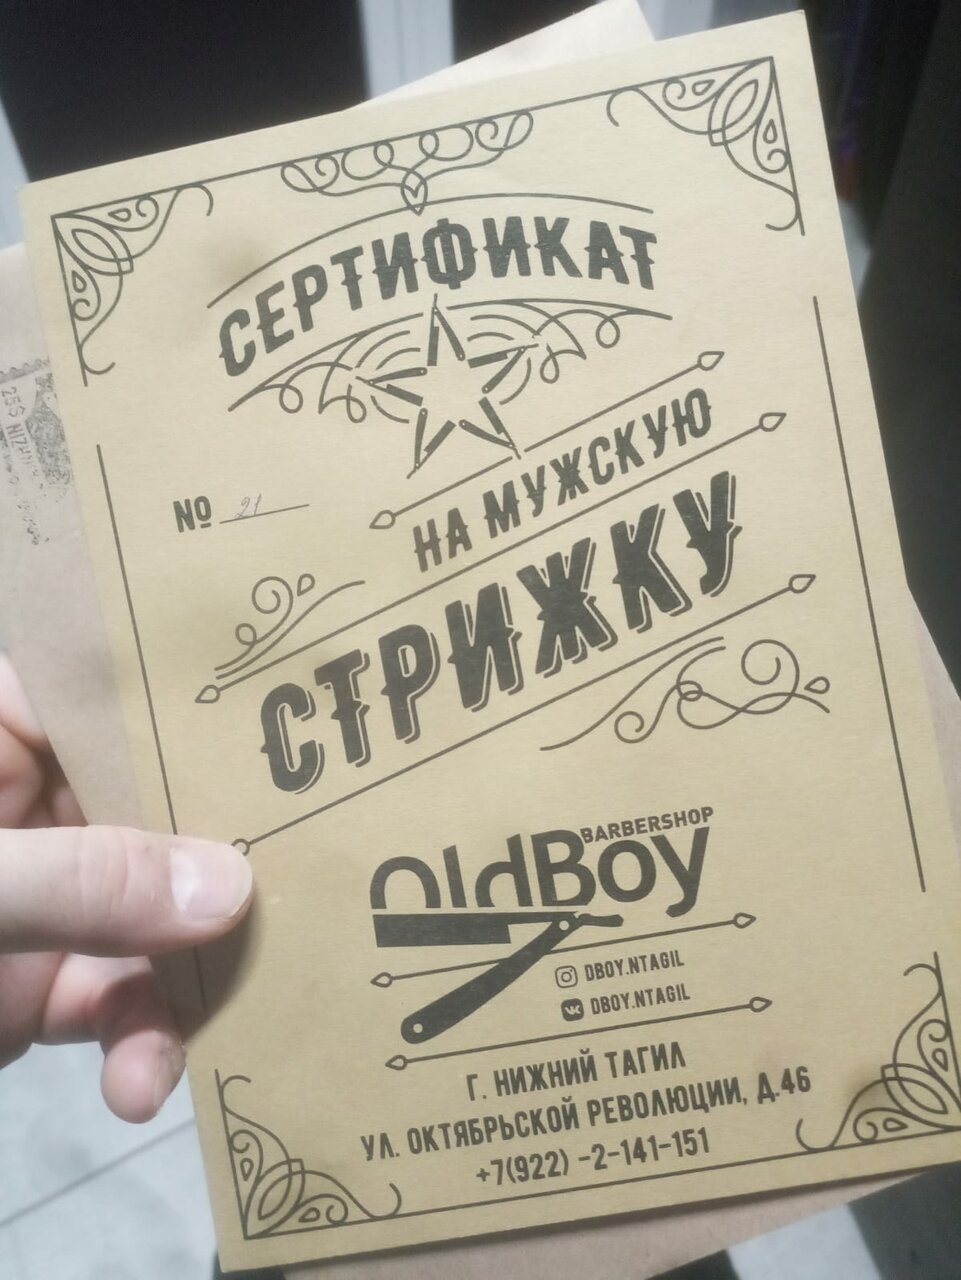 СЕРТИФИКАТ
№ 21
НА МУЖСКУЮ
СТРИЖКУ
BARBERSHOP
OldBoy
DBOY.NTAGIL
DBOY.NTAGIL
Г. НИЖНИЙ ТАГИЛ
УЛ. ОКТЯБРЬСКОЙ РЕВОЛЮЦИИ, Д.46
+7(922) -2-141-151